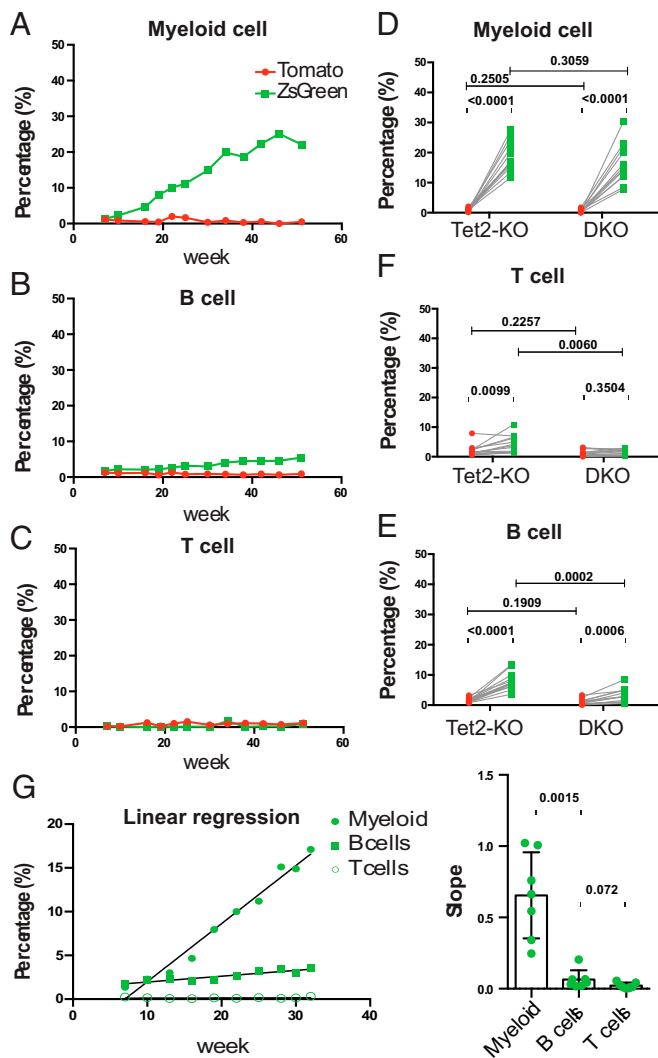 A
Myeloid cell
Tomato
ZsGreen
Percentage (%)
50
40
30
20
10
0
0 20 40 60
week
B
B cell
Percentage (%)
50
40
30
20
10
0
0 20 40 60
week
C
T cell
Percentage (%)
50
40
30
20
10
0
0 20 40 60
week
D
Myeloid cell
Percentage (%)
50
40
30
20
10
0
0.3059
0.2505
<0.0001 <0.0001
Tet2-KO DKO
F
T cell
Percentage (%)
50
40
30
20
10
0
0.2257
0.0060
0.0099 0.3504
Tet2-KO DKO
E
B cell
Percentage (%)
50
40
30
20
10
0
0.0002
0.1909
<0.0001 0.0006
Tet2-KO DKO
G
Linear regression
Myeloid
Bcells
Tcells
Percentage (%)
20
15
10
5
0
0 10 20 30 40
week
Slope
1.5
1.0
0.5
0.0
0.0015
0.072
Myeloid
B cells
T cells